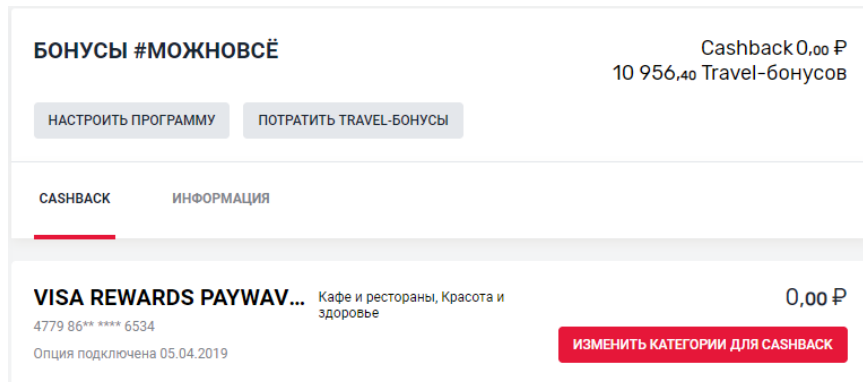 БОНУСЫ #МОЖНОВСЁ
Cashback 0,00 ₽
10 956,40 Travel-бонусов
НАСТРОИТЬ ПРОГРАММУ
ПОТРАТИТЬ TRAVEL-БОНУСЫ
CASHBACK
ИНФОРМАЦИЯ
VISA REWARDS PAYWAV...
4779 86** **** 6534
Опция подключена 05.04.2019
Кафе и рестораны, Красота и
здоровье
0,00 ₽
ИЗМЕНИТЬ КАТЕГОРИИ ДЛЯ CASHBACK